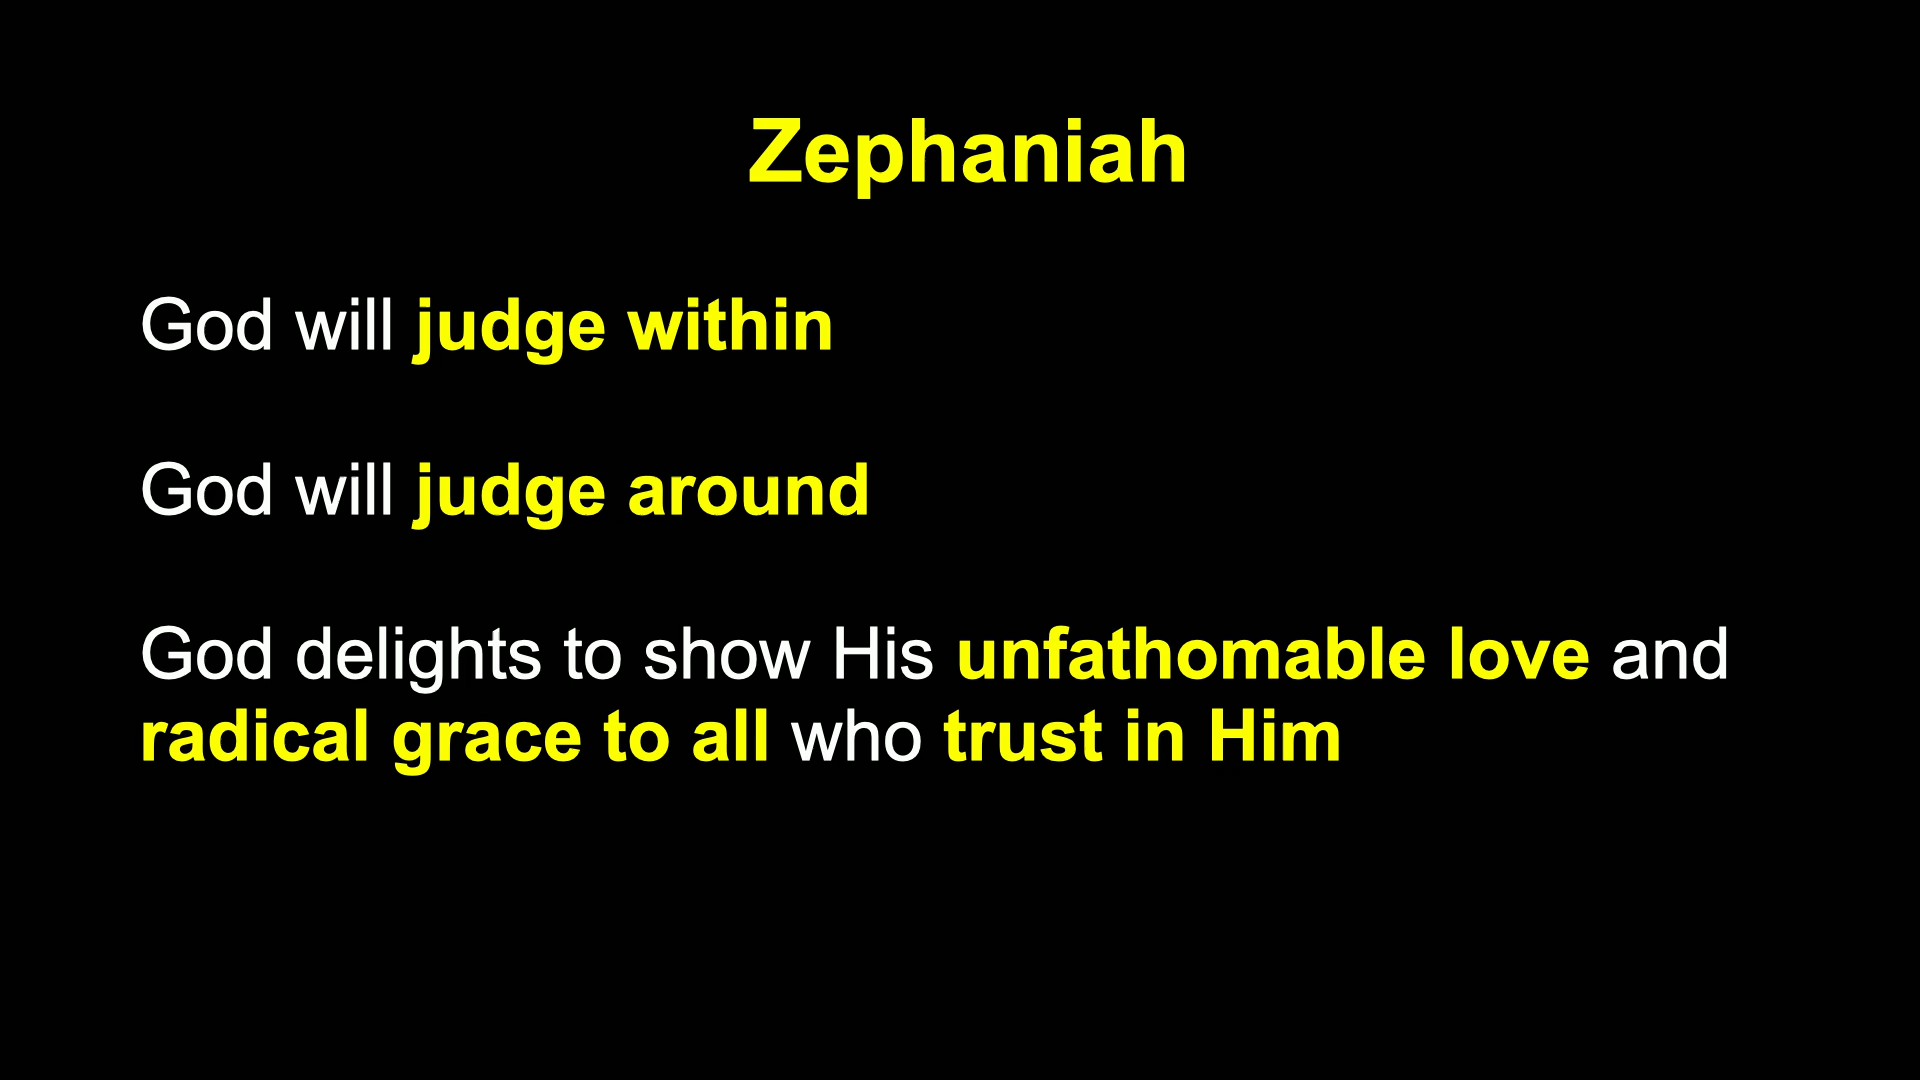 Zephaniah
God will judge within
God will judge around
God delights to show His unfathomable love and
radical grace to all who trust in Him